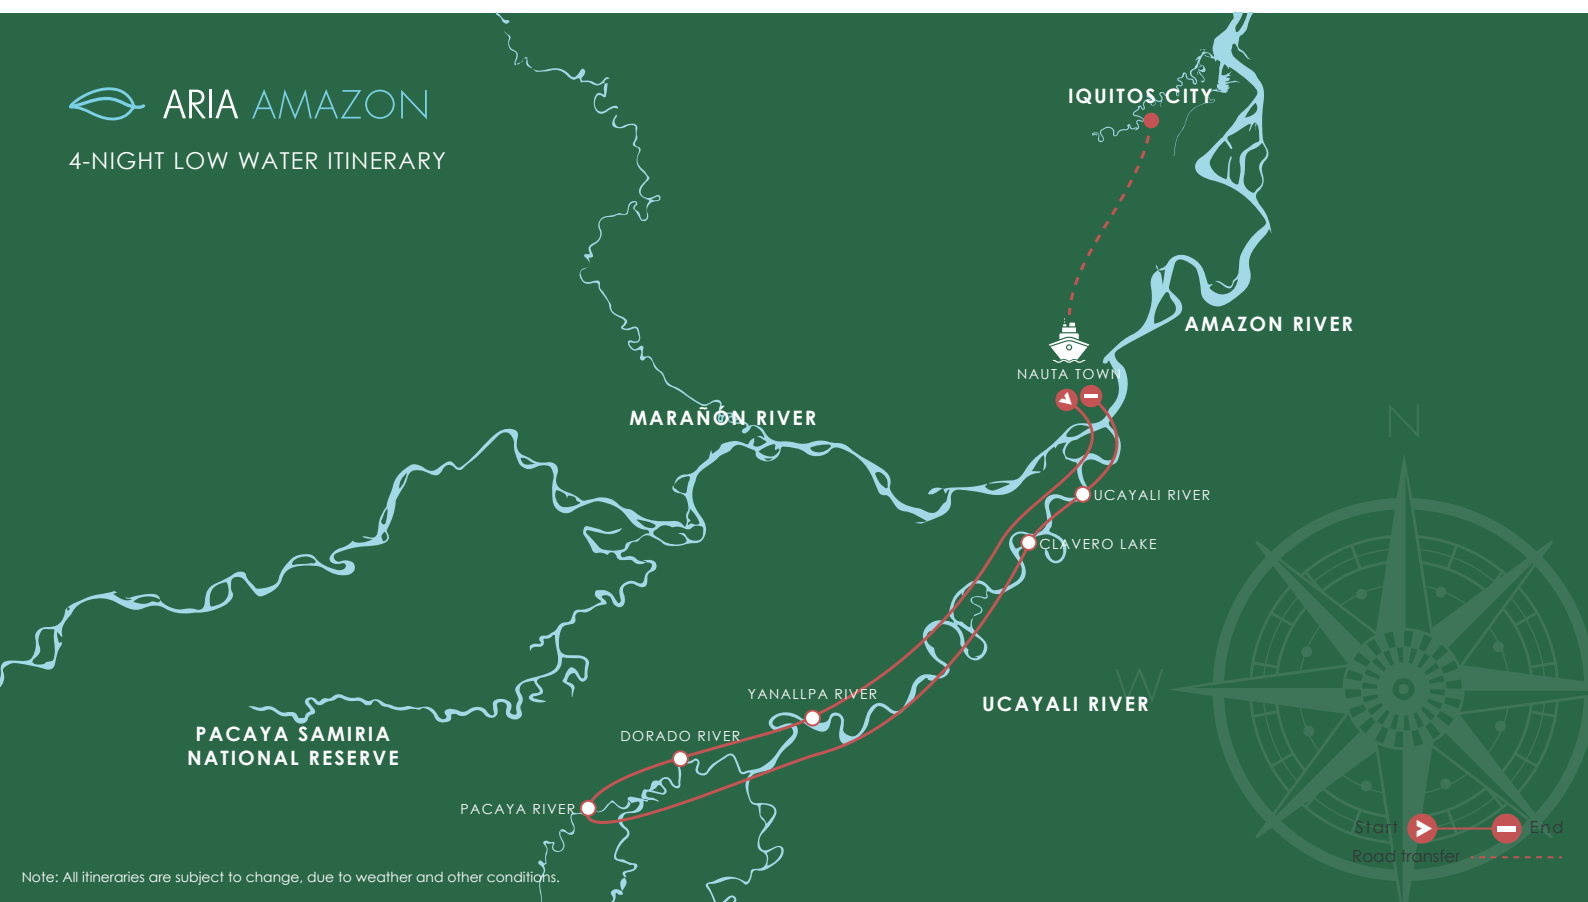 ARIA AMAZON
4-NIGHT LOW WATER ITINERARY
IQUITOS CITY
AMAZON RIVER
NAUTA TOWN
MARAÑÓN RIVER
N
UCAYALI RIVER
CLAVERO LAKE
W
YANALLPA RIVER
UCAYALI RIVER
PACAYA SAMIRIA
NATIONAL RESERVE
DORADO RIVER
PACAYA RIVER
Start End
Road transfer
Note: All itineraries are subject to change, due to weather and other conditions.